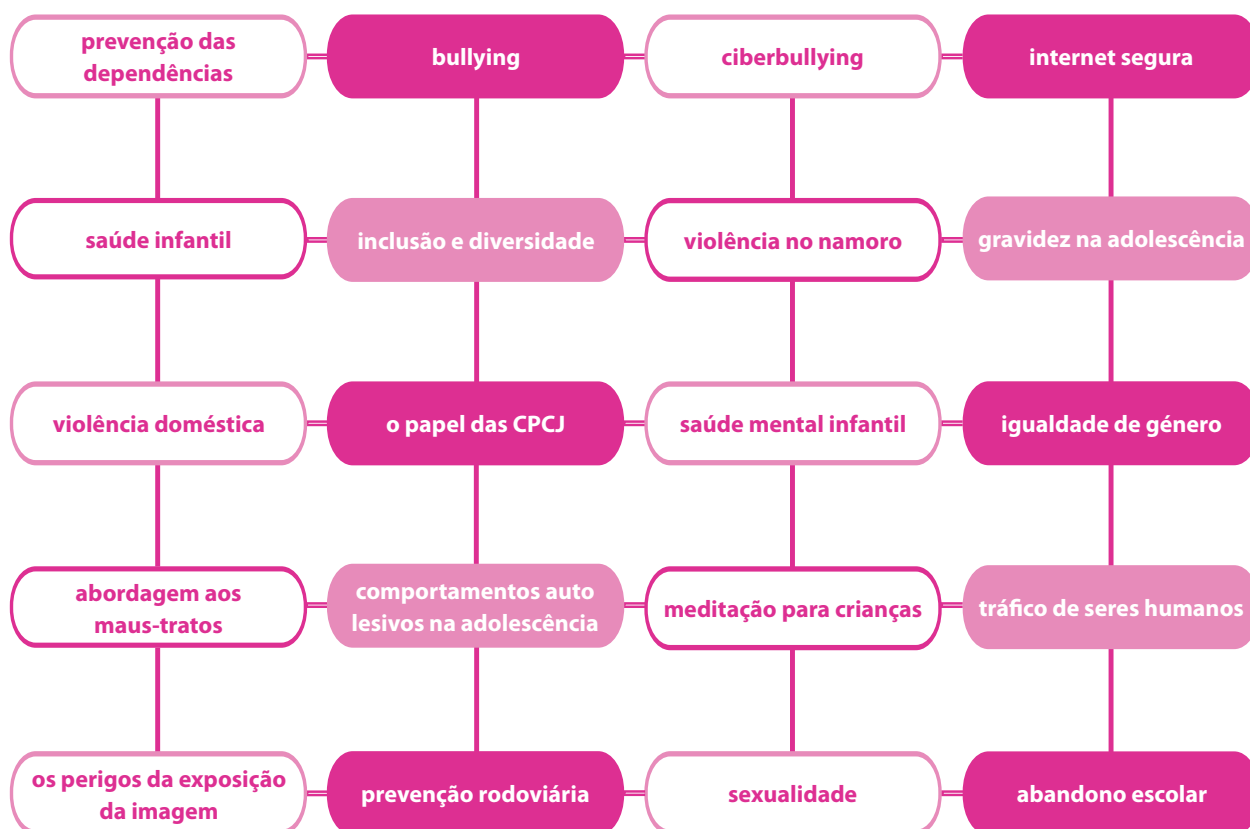 prevenção das
dependências
bullying
ciberbullying
internet segura
saúde infantil
inclusão e diversidade
violência no namoro
gravidez na adolescência
violência doméstica
o papel das CPCJ
saúde mental infantil
igualdade de género
abordagem aos
maus-tratos
comportamentos auto
lesivos na adolescência
meditação para crianças
tráfico de seres humanos
os perigos da exposição
da imagem
prevenção rodoviária
sexualidade
abandono escolar